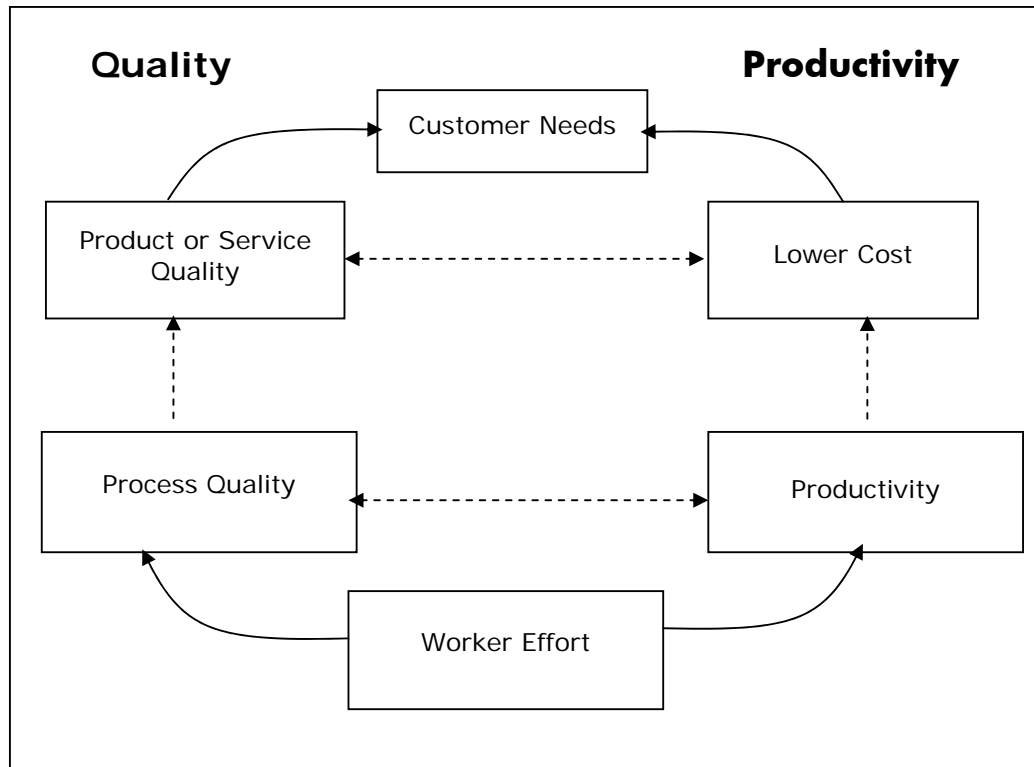 Quality
Productivity
Customer Needs
Product or Service
Quality
Lower Cost
Process Quality
Productivity
Worker Effort